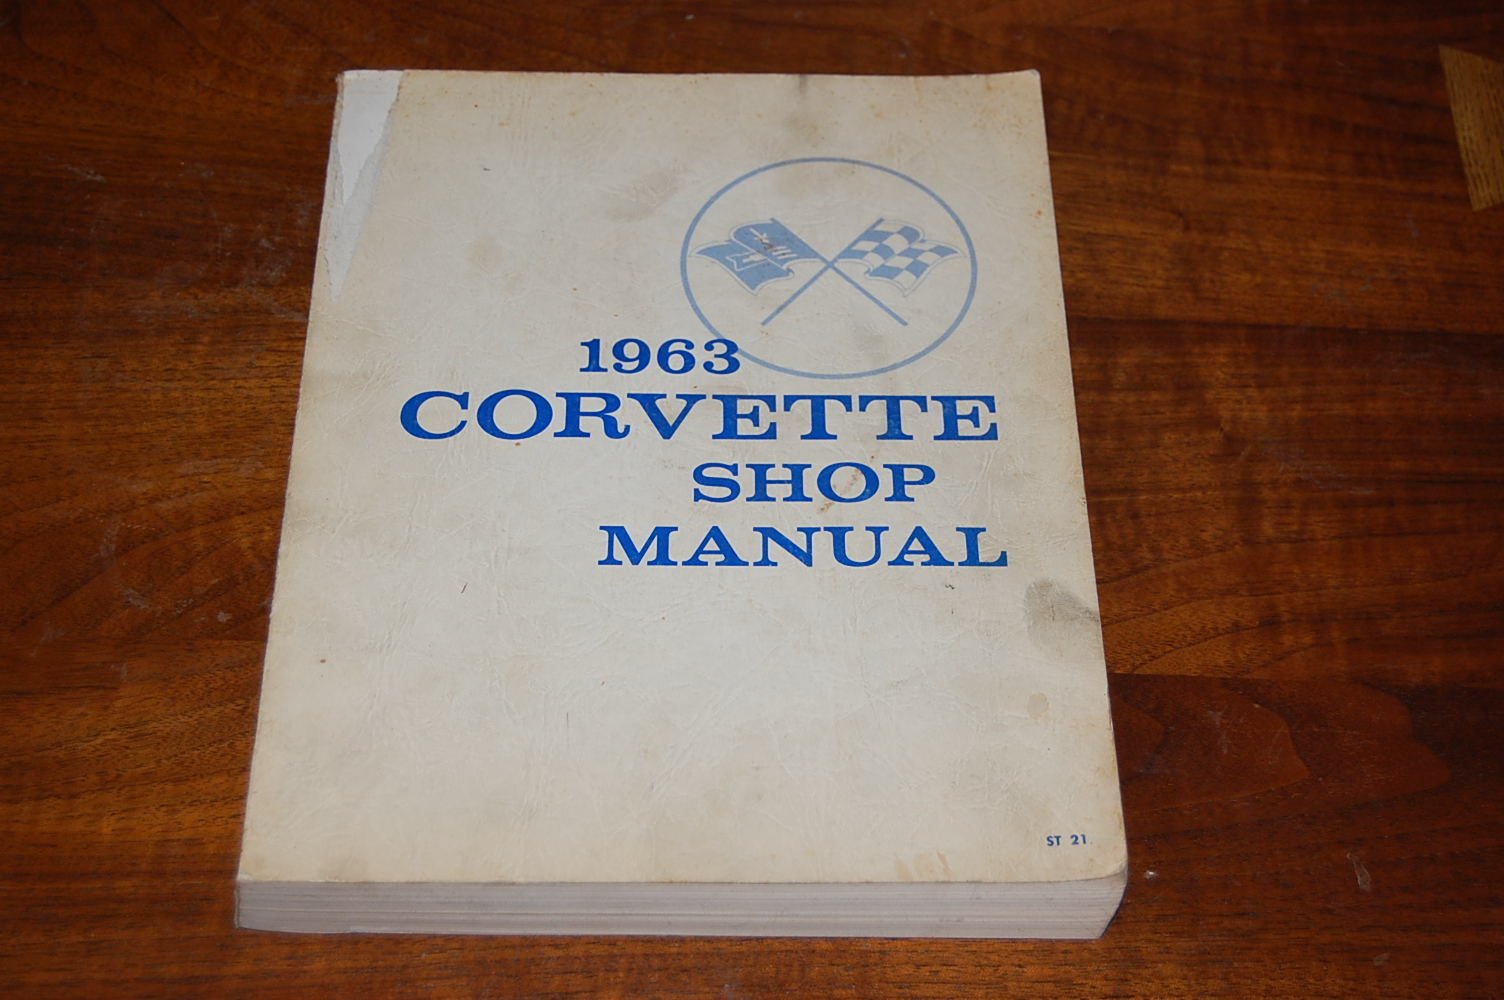 1963
CORVETTE
SHOP
MANUAL
ST 21